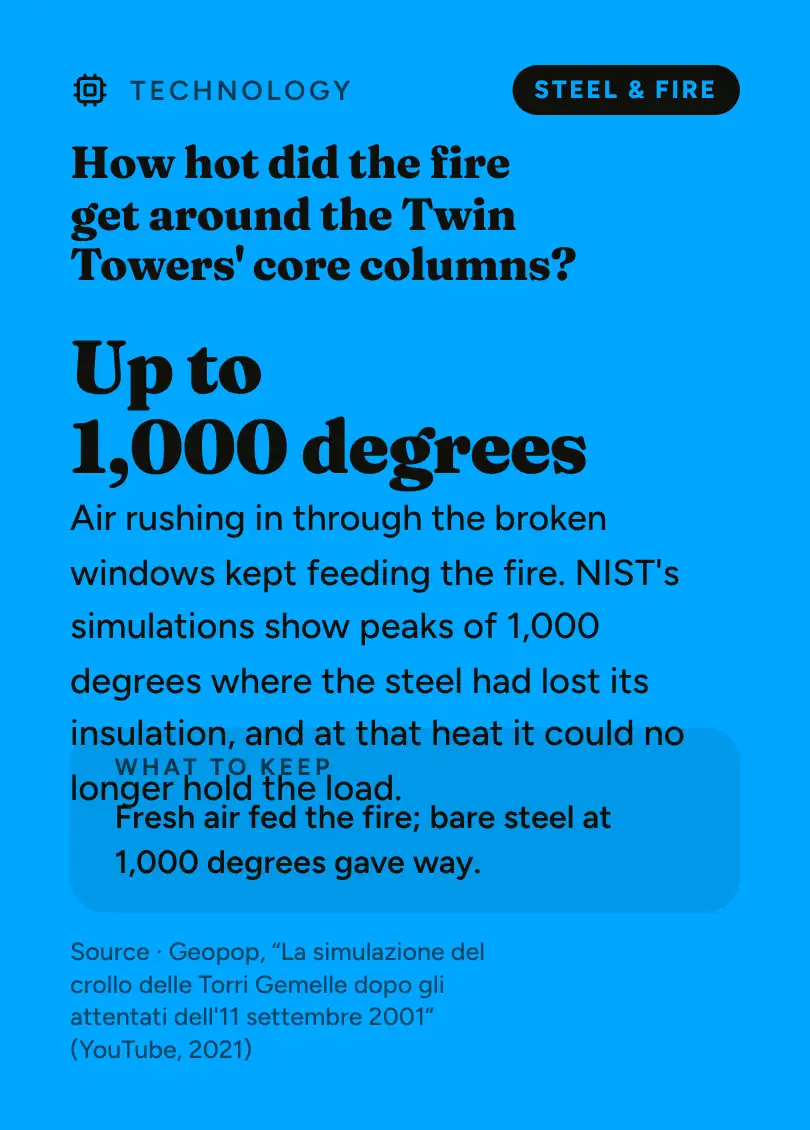 TECHNOLOGY
STEEL & FIRE
How hot did the fire
get around the Twin
Towers' core columns?
Up to
1,000 degrees
Air rushing in through the broken
windows kept feeding the fire. NIST's
simulations show peaks of 1,000
degrees where the steel had lost its
insulation, and at that heat it could no
longer hold the load.
WHAT TO KEEP
Fresh air fed the fire; bare steel at
1,000 degrees gave way.
Source · Geopop, “La simulazione del
crollo delle Torri Gemelle dopo gli
attentati dell'11 settembre 2001”
(YouTube, 2021)